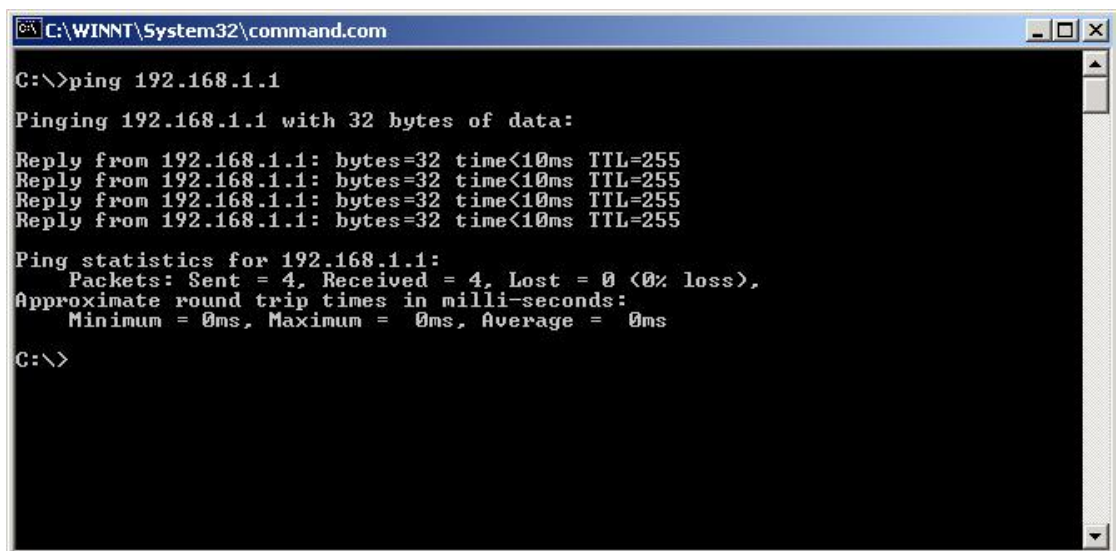 C:\WINNT\System32\command.com
C:\>ping 192.168.1.1
Pinging 192.168.1.1 with 32 bytes of data:
Reply from 192.168.1.1: bytes=32 time<10ms TTL=255
Reply from 192.168.1.1: bytes=32 time<10ms TTL=255
Reply from 192.168.1.1: bytes=32 time<10ms TTL=255
Reply from 192.168.1.1: bytes=32 time<10ms TTL=255
Ping statistics for 192.168.1.1:
    Packets: Sent = 4, Received = 4, Lost = 0 (0% loss),
Approximate round trip times in milli-seconds:
    Minimum = 0ms, Maximum =  0ms, Average =  0ms
C:\>